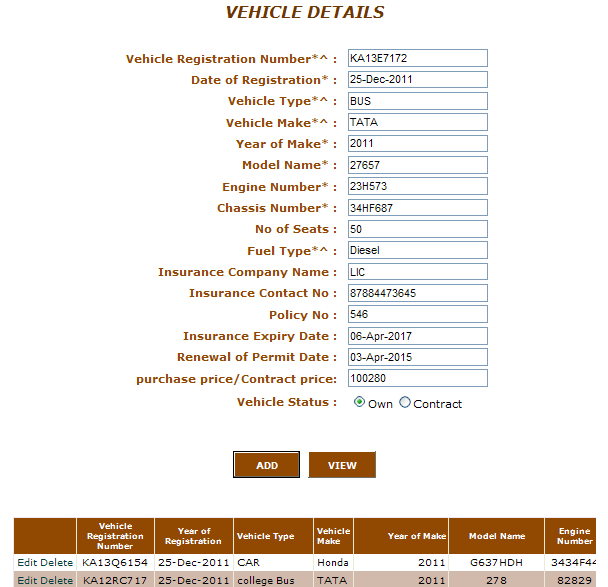 VEHICLE DETAILS
Vehicle Registration Number*^ : KA13E7172
Date of Registration* : 25-Dec-2011
Vehicle Type*^ : BUS
Vehicle Make*^ : TATA
Year of Make* : 2011
Model Name* : 27657
Engine Number* : 23H573
Chassis Number* : 34HF687
No of Seats : 50
Fuel Type*^ : Diesel
Insurance Company Name : LIC
Insurance Contact No : 87884473645
Policy No : 546
Insurance Expiry Date : 06-Apr-2017
Renewal of Permit Date : 03-Apr-2015
purchase price/Contract price: 100280
Vehicle Status : Own Contract
ADD VIEW
Vehicle Registration Number Year of Registration Vehicle Type Vehicle Make Year of Make Model Name Engine Number
Edit Delete KA13Q6154 25-Dec-2011 CAR Honda 2011 G637HDH 3434F44
Edit Delete KA12RC717 25-Dec-2011 college Bus TATA 2011 278 82829